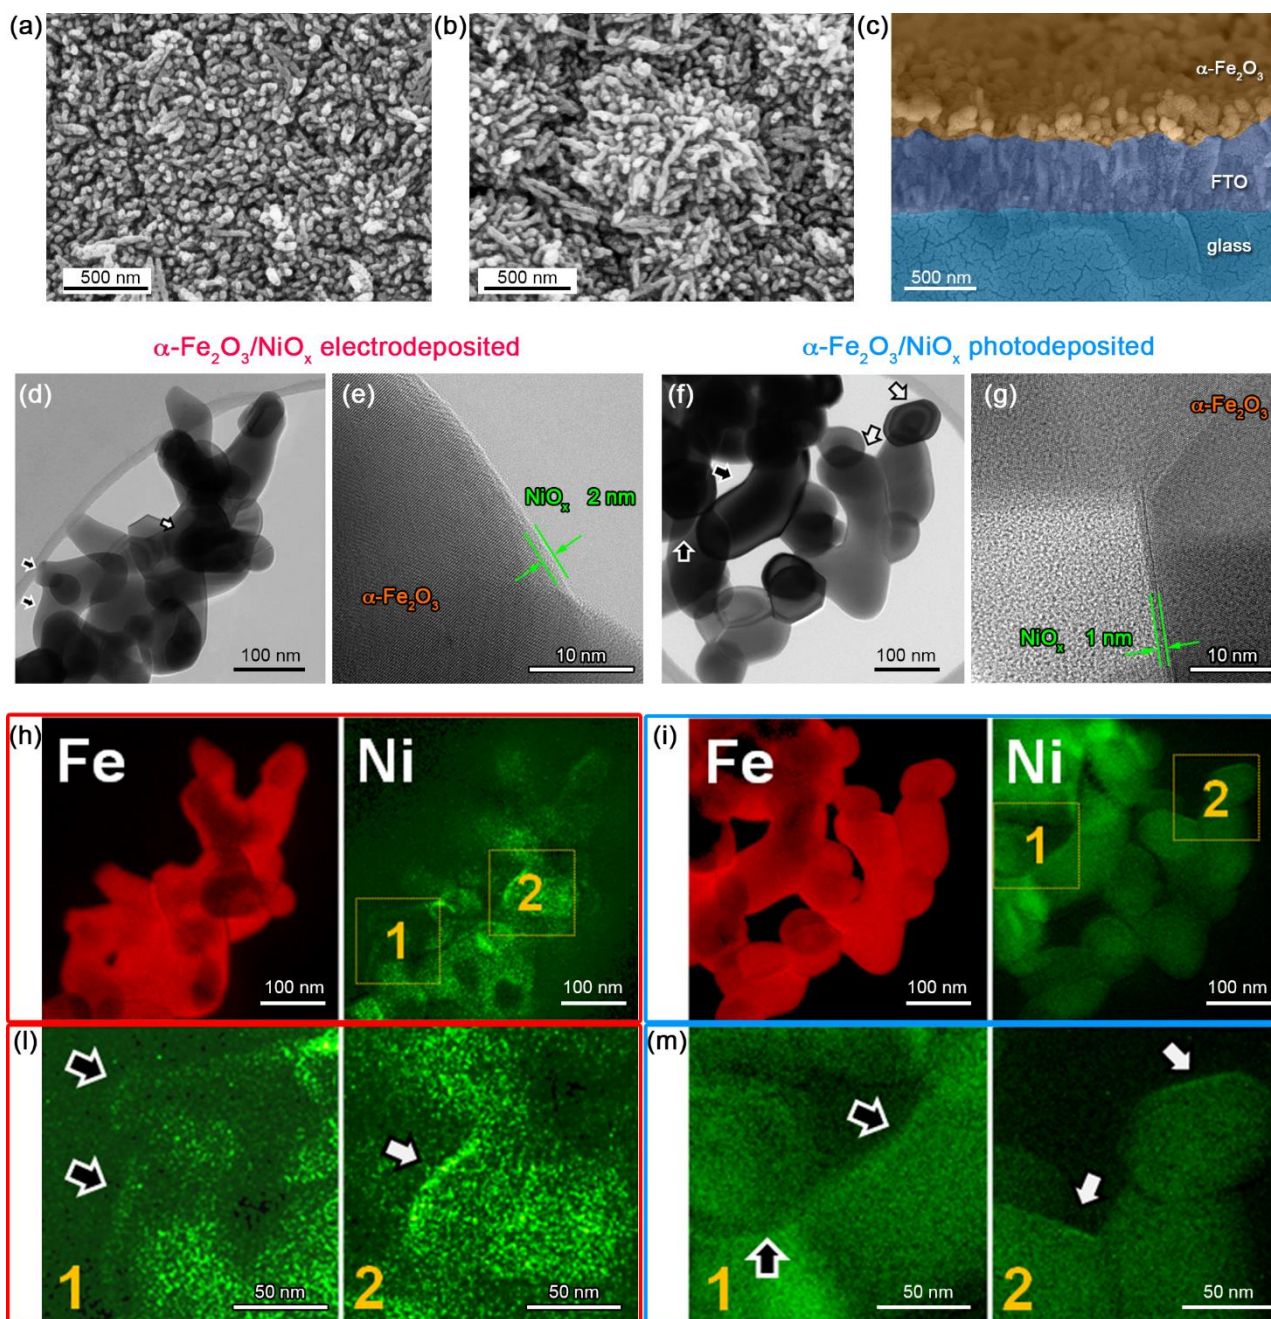 (a)
500 nm
(b)
500 nm
(c)
α-Fe₂O₃
FTO
glass
500 nm
α-Fe₂O₃/NiOₓ electrodeposited
α-Fe₂O₃/NiOₓ photodeposited
(d)
100 nm
(e)
NiOₓ 2 nm
α-Fe₂O₃
10 nm
(f)
100 nm
(g)
α-Fe₂O₃
NiOₓ 1 nm
10 nm
(h)
Fe
100 nm
Ni
1
2
100 nm
(i)
Fe
100 nm
Ni
1
2
100 nm
(l)
1
50 nm
2
50 nm
(m)
1
50 nm
2
50 nm